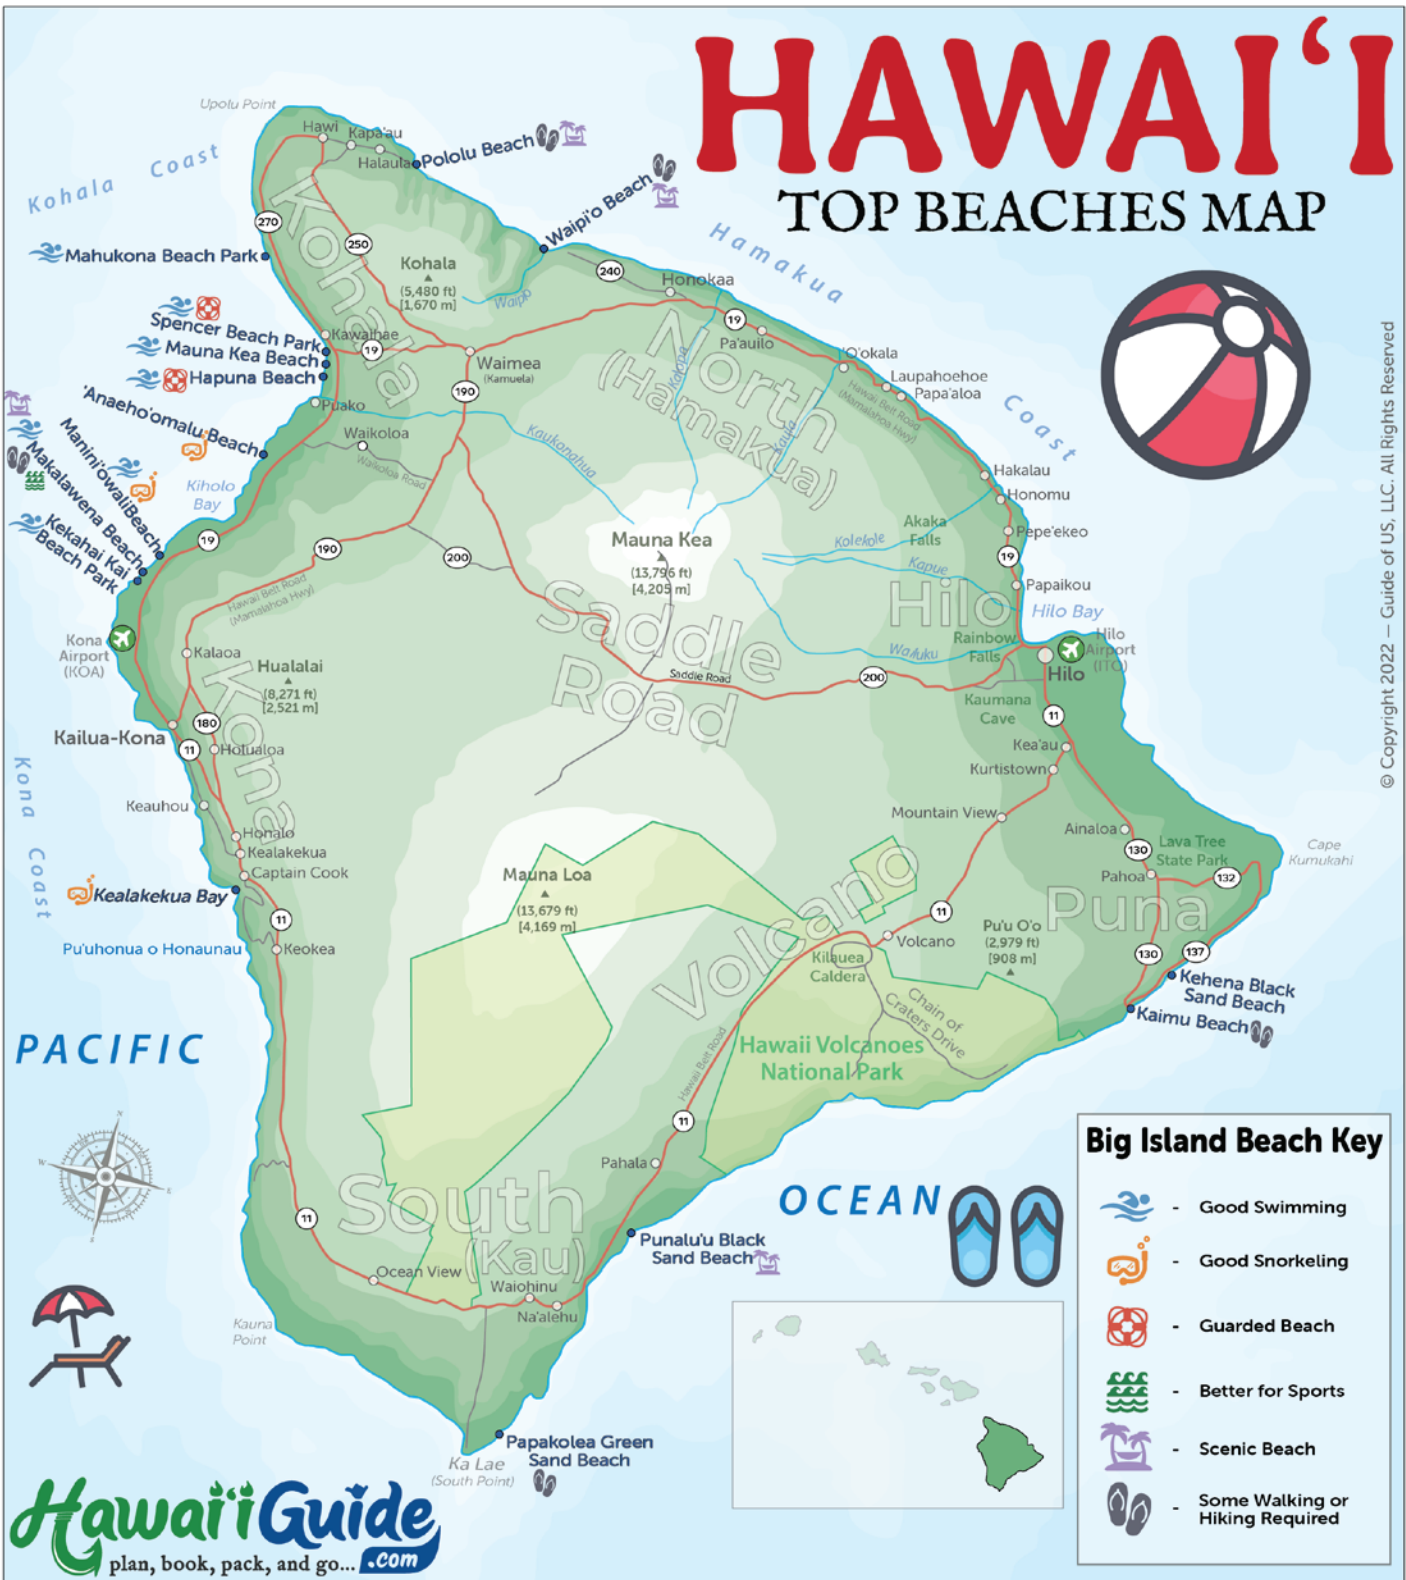 HAWAIʻI
TOP BEACHES MAP
Upolu Point
Hawi
Kapa'au
Halaula
Pololu Beach
Kohala Coast
Waipi'o Beach
Hamakua Coast
270
250
240
Kohala
Kohala
(5,480 ft)
[1,670 m]
Waipo
Honokaa
Mahukona Beach Park
19
Pa'auilo
Spencer Beach Park
Mauna Kea Beach
Hapuna Beach
Kawaihae
19
Waimea
(Kamuela)
190
North
(Hamakua)
Kalopa
Kaula
'O'okala
Laupahoehoe
Papa'aloa
Hawaii Belt Road
(Mamalahoa Hwy)
'Anaeho'omalu Beach
Puako
Waikoloa
Waikoloa Road
Kaukonahua
Manini'owaliBeach
Makalawena Beach
Kekahai Kai
Beach Park
Kiholo
Bay
19
190
200
Hawaii Belt Road
(Mamalahoa Hwy)
Mauna Kea
(13,796 ft)
[4,205 m]
Hakalau
Honomu
Akaka
Falls
Pepe'ekeo
Kolekole
Kapue
19
Papaikou
Hilo
Hilo Bay
Saddle
Road
Rainbow
Falls
Wailuku
Hilo
Airport
(ITO)
Hilo
Kona
Airport
(KOA)
Kalaoa
Hualalai
(8,271 ft)
[2,521 m]
Saddle Road
200
Kaumana
Cave
11
Kona
180
Kailua-Kona
11
Holualoa
Kea'au
Kurtistown
Kona Coast
Keauhou
Honalo
Kealakekua
Captain Cook
Mountain View
Ainaloa
130
Lava Tree
State Park
Cape
Kumukahi
Pahoa
132
Kealakekua Bay
11
Mauna Loa
(13,679 ft)
[4,169 m]
Volcano
11
Puna
Pu'uhonua o Honaunau
Keokea
Volcano
Kilauea
Caldera
Pu'u O'o
(2,979 ft)
[908 m]
130
137
Kehena Black
Sand Beach
Kaimu Beach
Chain of
Craters Drive
PACIFIC
Hawaii Belt Road
Hawaii Volcanoes
National Park
11
Pahala
OCEAN
N
W
E
S
11
South
(Kau)
Punalu'u Black
Sand Beach
Ocean View
Waiohinu
Na'alehu
Kauna
Point
Papakolea Green
Sand Beach
Ka Lae
(South Point)
Big Island Beach Key
- Good Swimming
- Good Snorkeling
- Guarded Beach
- Better for Sports
- Scenic Beach
- Some Walking or
Hiking Required
Hawai'i Guide
.com
plan, book, pack, and go...
© Copyright 2022 — Guide of US, LLC. All Rights Reserved